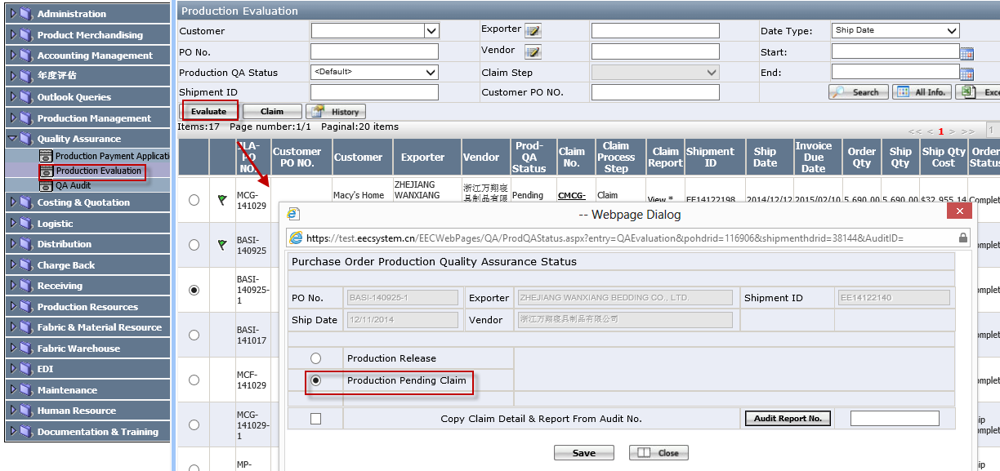 Administration
Product Merchandising
Accounting Management
年度评估
Outlook Queries
Production Management
Quality Assurance
Production Payment Applicati
Production Evaluation
QA Audit
Costing & Quotation
Logistic
Distribution
Charge Back
Receiving
Production Resources
Fabric & Material Resource
Fabric Warehouse
EDI
Maintenance
Human Resource
Documentation & Training
Production Evaluation
Customer Exporter Date Type: Ship Date
PO No. Vendor Start:
Production QA Status <Default> Claim Step End:
Shipment ID Customer PO NO. Search All Info. Exce
Evaluate Claim History
Items:17 Page number:1/1 Paginal:20 items << < 1 > >> 1
JLA-PO NO. Customer PO NO. Customer Exporter Vendor Prod-QA Status Claim No. Claim Process Step Claim Report Shipment ID Ship Date Invoice Due Date Order Qty Ship Qty Ship Qty Cost Order Status
MCG-141029 Macy's Home ZHEJIANG WANXIANG 浙江万翔寝具制品有限 Pending CMCG- Claim View * EE14122198 2014/12/12 2015/02/10 5,690.00 5,690.00 $32,955.14 Complet
BASI-140925 omplet
BASI-140925-1 omplet
BASI-141017 omplet
MCF-141029 omplet
MCG-141029-1 ip omplet
MP- ip
-- Webpage Dialog
https://test.eecsystem.cn/EECWebPages/QA/ProdQAStatus.aspx?entry=QAEvaluation&pohdrid=116906&shipmenthdrid=38144&AuditID=
Purchase Order Production Quality Assurance Status
PO No. BASI-140925-1 Exporter ZHEJIANG WANXIANG BEDDING CO., LTD. Shipment ID EE14122140
Ship Date 12/11/2014 Vendor 浙江万翔寝具制品有限公司
Production Release
Production Pending Claim
Copy Claim Detail & Report From Audit No. Audit Report No.
Save Close